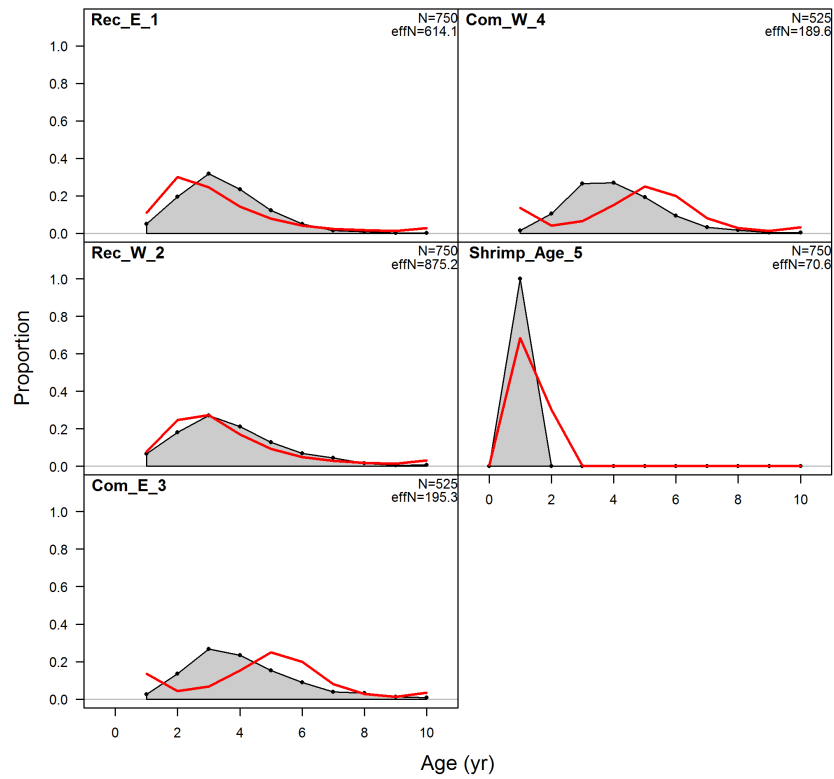 Rec_E_1
N=750
effN=614.1
1.0
0.8
0.6
0.4
0.2
0.0
Com_W_4
N=525
effN=189.6
Rec_W_2
N=750
effN=875.2
1.0
0.8
0.6
0.4
0.2
0.0
Shrimp_Age_5
N=750
effN=70.6
0 2 4 6 8 10
Com_E_3
N=525
effN=195.3
1.0
0.8
0.6
0.4
0.2
0.0
0 2 4 6 8 10
Proportion
Age (yr)